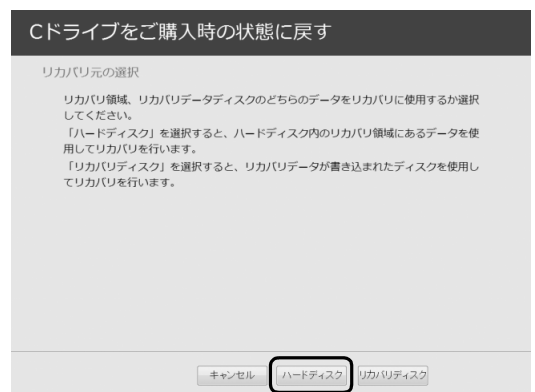 Cドライブをご購入時の状態に戻す
リカバリ元の選択
リカバリ領域、リカバリデータディスクのどちらのデータをリカバリに使用するか選択
してください。
「ハードディスク」を選択すると、ハードディスク内のリカバリ領域にあるデータを使
用してリカバリを行います。
「リカバリディスク」を選択すると、リカバリデータが書き込まれたディスクを使用し
てリカバリを行います。
キャンセル ハードディスク リカバリディスク